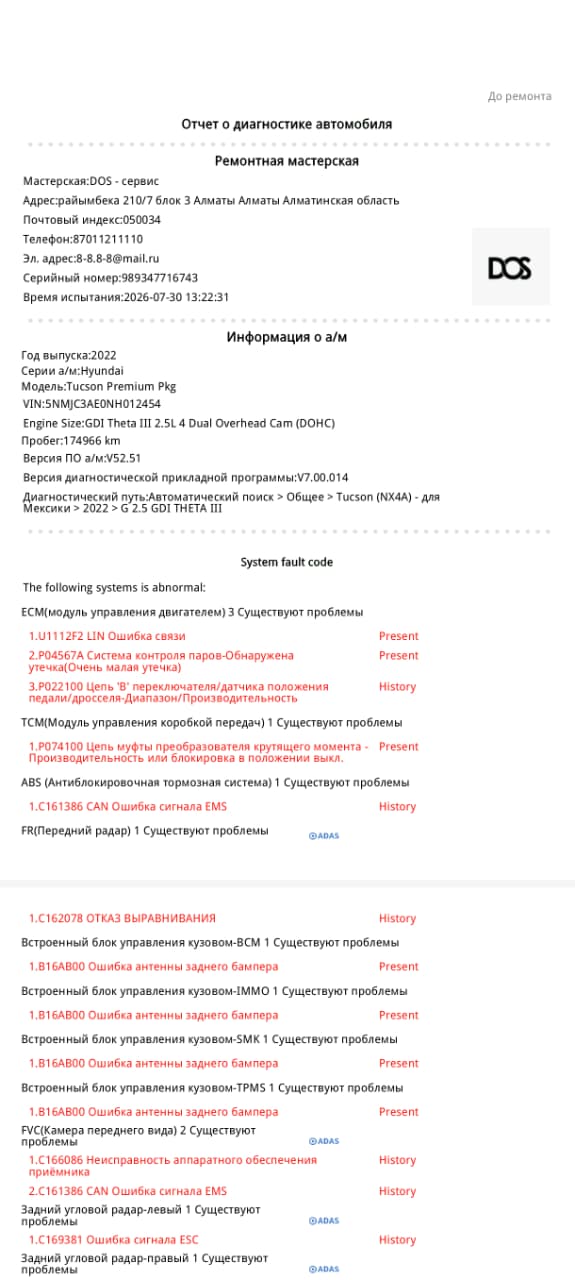 До ремонта
Отчет о диагностике автомобиля
Ремонтная мастерская
Мастерская:DOS - сервис
Адрес:райымбека 210/7 блок 3 Алматы Алматы Алматинская область
Почтовый индекс:050034
Телефон:87011211110
Эл. адрес:8-8.8-8@mail.ru
DOS
Серийный номер:989347716743
Время испытания:2026-07-30 13:22:31
Информация о а/м
Год выпуска:2022
Серии а/м:Hyundai
Модель:Tucson Premium Pkg
VIN:5NMJC3AE0NH012454
Engine Size:GDI Theta III 2.5L 4 Dual Overhead Cam (DOHC)
Пробег:174966 km
Версия ПО а/м:V52.51
Версия диагностической прикладной программы:V7.00.014
Диагностический путь:Автоматический поиск > Общее > Tucson (NX4A) - для
Мексики > 2022 > G 2.5 GDI THETA III
System fault code
The following systems is abnormal:
ECM(модуль управления двигателем) 3 Существуют проблемы
1.U1112F2 LIN Ошибка связи Present
2.P04567A Система контроля паров-Обнаружена Present
утечка(Очень малая утечка)
3.P022100 Цепь 'B' переключателя/датчика положения History
педали/дросселя-Диапазон/Производительность
TCM(Модуль управления коробкой передач) 1 Существуют проблемы
1.P074100 Цепь муфты преобразователя крутящего момента - Present
Производительность или блокировка в положении выкл.
ABS (Антиблокировочная тормозная система) 1 Существуют проблемы
1.C161386 CAN Ошибка сигнала EMS History
FR(Передний радар) 1 Существуют проблемы ADAS
1.C162078 ОТКАЗ ВЫРАВНИВАНИЯ History
Встроенный блок управления кузовом-BCM 1 Существуют проблемы
1.B16AB00 Ошибка антенны заднего бампера Present
Встроенный блок управления кузовом-IMMO 1 Существуют проблемы
1.B16AB00 Ошибка антенны заднего бампера Present
Встроенный блок управления кузовом-SMK 1 Существуют проблемы
1.B16AB00 Ошибка антенны заднего бампера Present
Встроенный блок управления кузовом-TPMS 1 Существуют проблемы
1.B16AB00 Ошибка антенны заднего бампера Present
FVC(Камера переднего вида) 2 Существуют
проблемы ADAS
1.C166086 Неисправность аппаратного обеспечения History
приёмника
2.C161386 CAN Ошибка сигнала EMS History
Задний угловой радар-левый 1 Существуют
проблемы ADAS
1.C169381 Ошибка сигнала ESC History
Задний угловой радар-правый 1 Существуют
проблемы ADAS